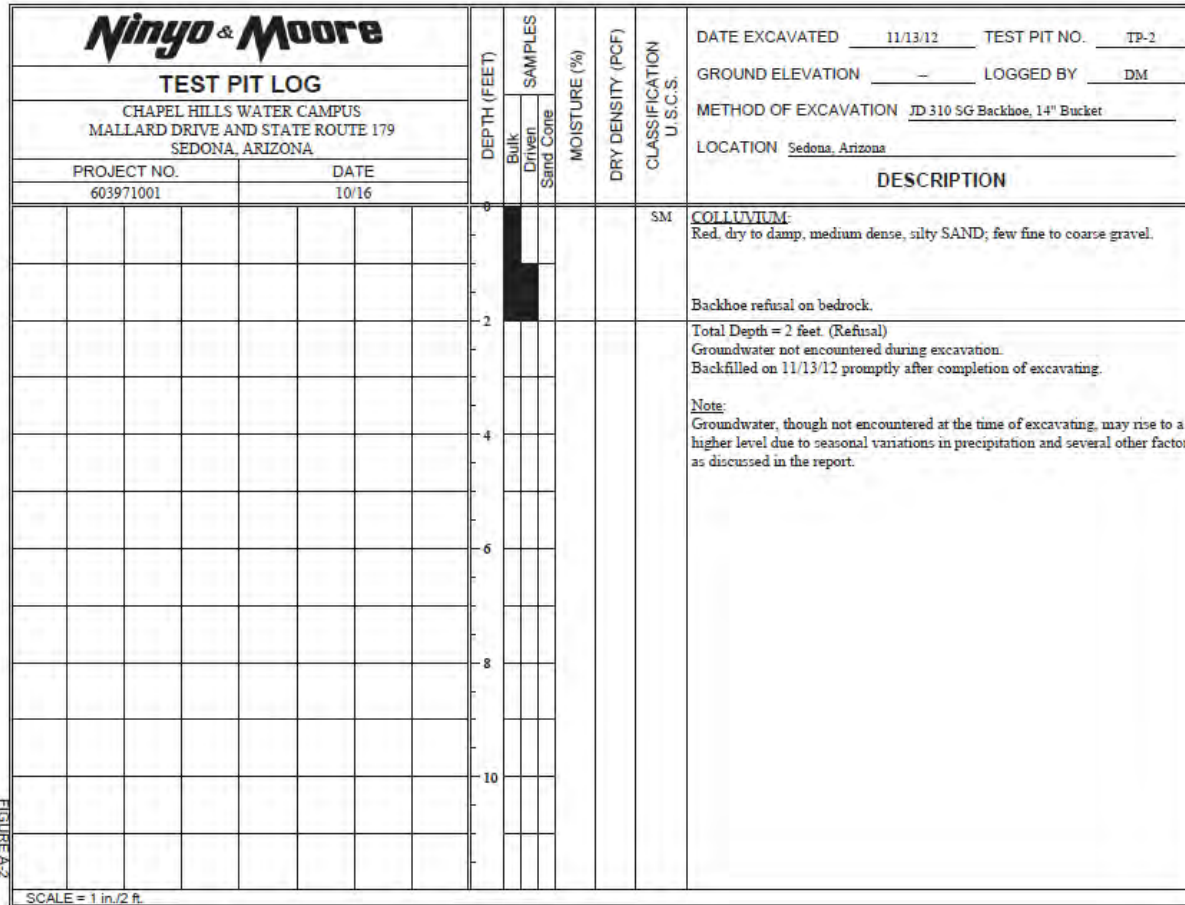 Ninyo & Moore
TEST PIT LOG
CHAPEL HILLS WATER CAMPUS
MALLARD DRIVE AND STATE ROUTE 179
SEDONA, ARIZONA
PROJECT NO.
DATE
603971001
10/16
DEPTH (FEET)
SAMPLES
Bulk
Driven
Sand Cone
MOISTURE (%)
DRY DENSITY (PCF)
CLASSIFICATION
U.S.C.S.
DATE EXCAVATED 11/13/12 TEST PIT NO. TP-2
GROUND ELEVATION – LOGGED BY DM
METHOD OF EXCAVATION JD 310 SG Backhoe, 14" Bucket
LOCATION Sedona, Arizona
DESCRIPTION
0
SM
COLLUVIUM:
Red, dry to damp, medium dense, silty SAND; few fine to coarse gravel.
Backhoe refusal on bedrock.
2
Total Depth = 2 feet. (Refusal)
Groundwater not encountered during excavation.
Backfilled on 11/13/12 promptly after completion of excavating.
Note:
Groundwater, though not encountered at the time of excavating, may rise to a
higher level due to seasonal variations in precipitation and several other factor
as discussed in the report.
4
6
8
10
FIGURE A-2
SCALE = 1 in./2 ft.